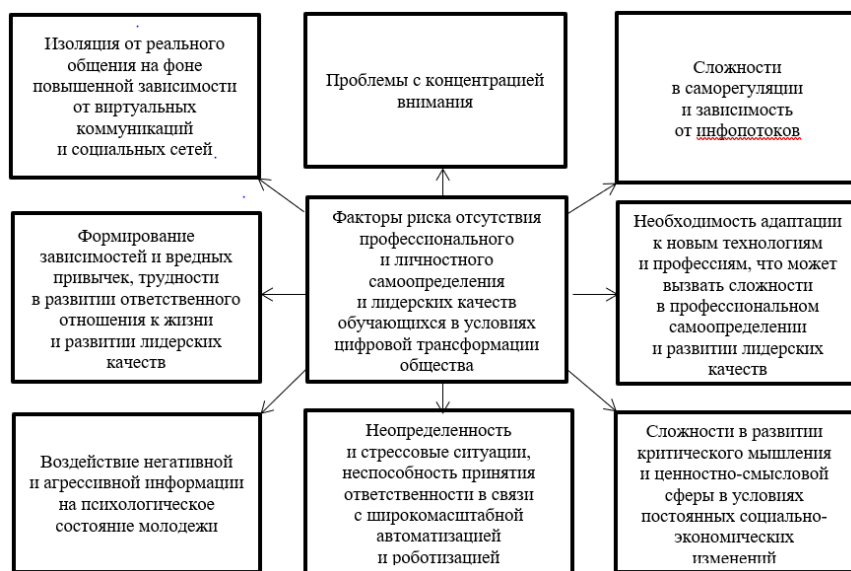 Изоляция от реального
общения на фоне
повышенной зависимости
от виртуальных
коммуникаций
и социальных сетей
Проблемы с концентрацией
внимания
Сложности
в саморегуляции
и зависимость
от инфопотоков
Формирование
зависимостей и вредных
привычек, трудности
в развитии ответственного
отношения к жизни
и развитии лидерских
качеств
Факторы риска отсутствия
профессионального
и личностного
самоопределения
и лидерских качеств
обучающихся в условиях
цифровой трансформации
общества
Необходимость адаптации
к новым технологиям
и профессиям, что может
вызвать сложности
в профессиональном
самоопределении
и развитии лидерских
качеств
Воздействие негативной
и агрессивной информации
на психологическое
состояние молодежи
Неопределенность
и стрессовые ситуации,
неспособность принятия
ответственности в связи
с широкомасштабной
автоматизацией
и роботизацией
Сложности в развитии
критического мышления
и ценностно-смысловой
сферы в условиях
постоянных социально-
экономических
изменений